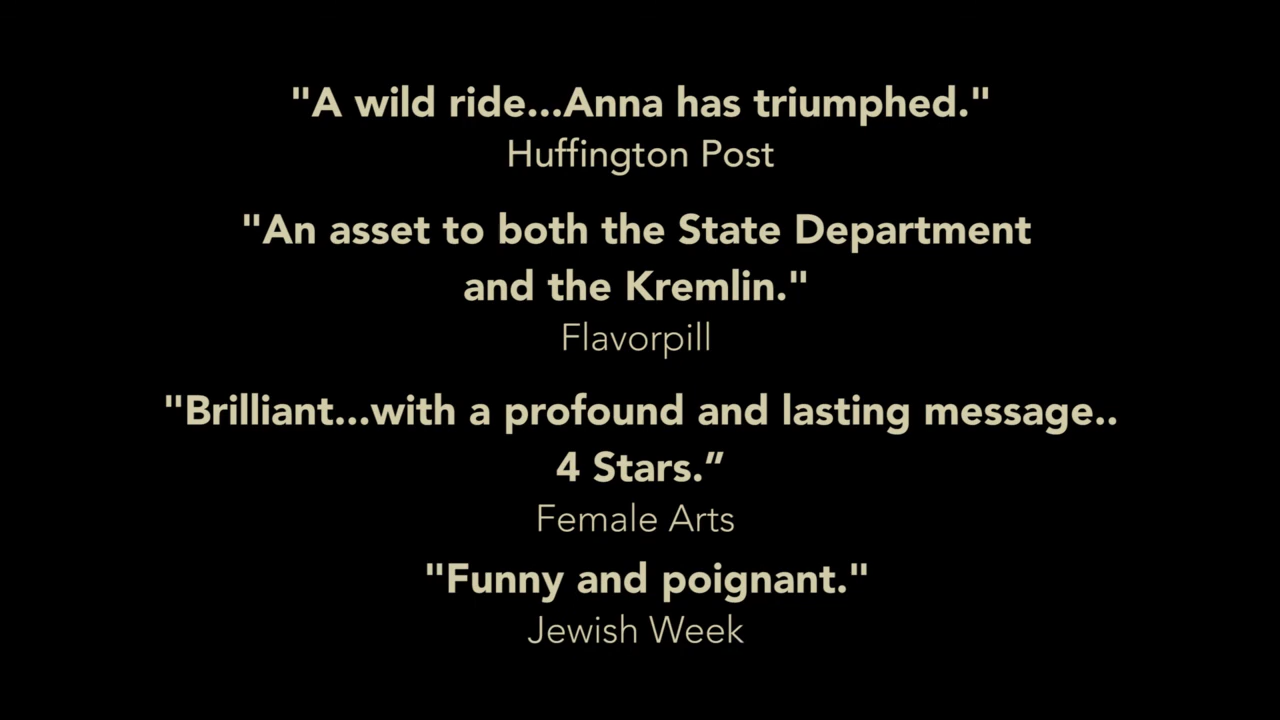 "A wild ride...Anna has triumphed."
Huffington Post
"An asset to both the State Department
and the Kremlin."
Flavorpill
"Brilliant...with a profound and lasting message..
4 Stars.”
Female Arts
"Funny and poignant."
Jewish Week